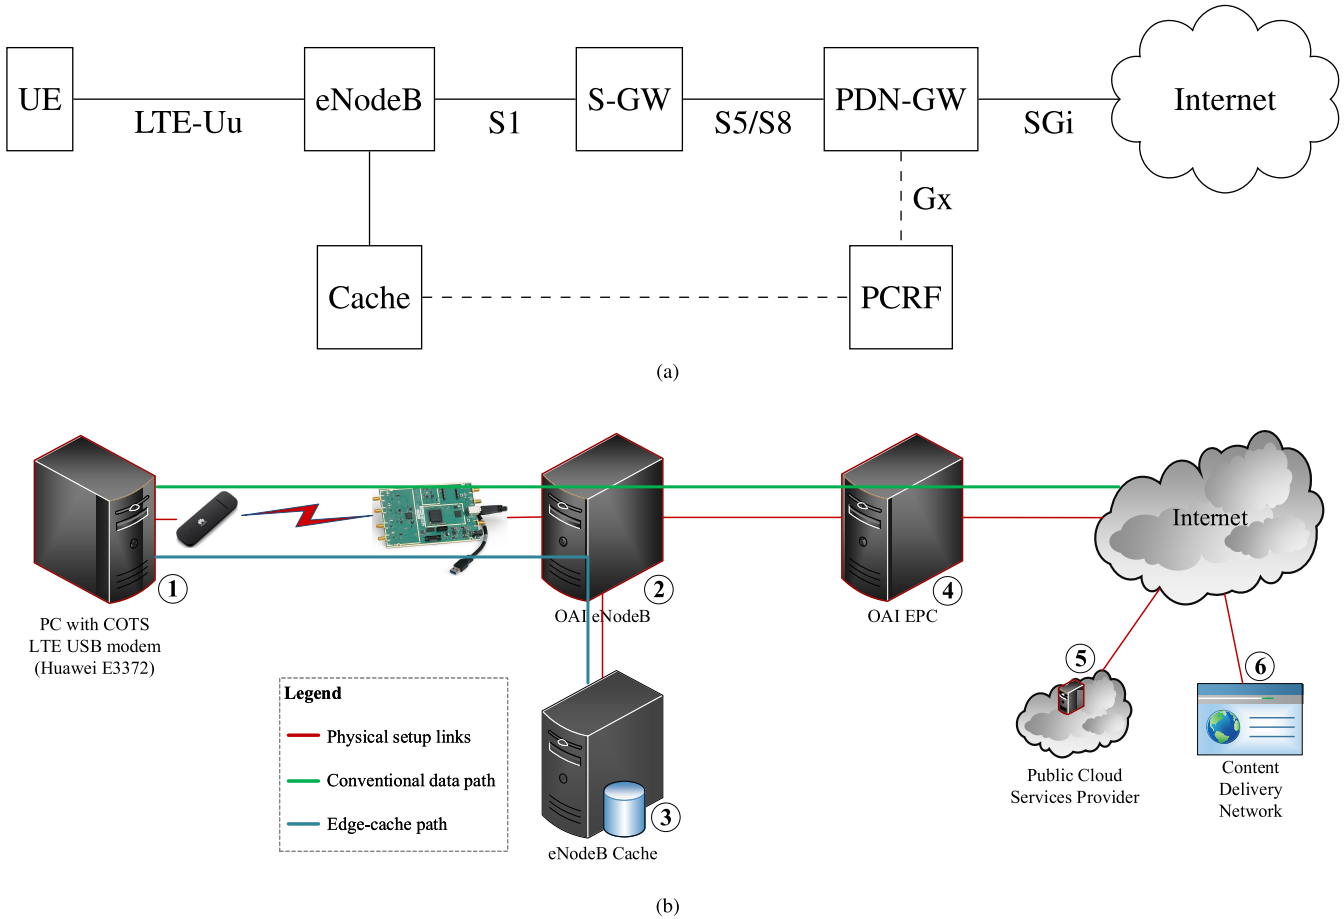 UE
eNodeB
S-GW
PDN-GW
Internet
LTE-Uu
S1
S5/S8
SGi
Gx
Cache
PCRF
(a)
Internet
1
2
4
PC with COTS
LTE USB modem
(Huawei E3372)
OAI eNodeB
OAI EPC
5
6
Legend
Physical setup links
Conventional data path
Edge-cache path
3
eNodeB Cache
Public Cloud
Services Provider
Content
Delivery
Network
(b)